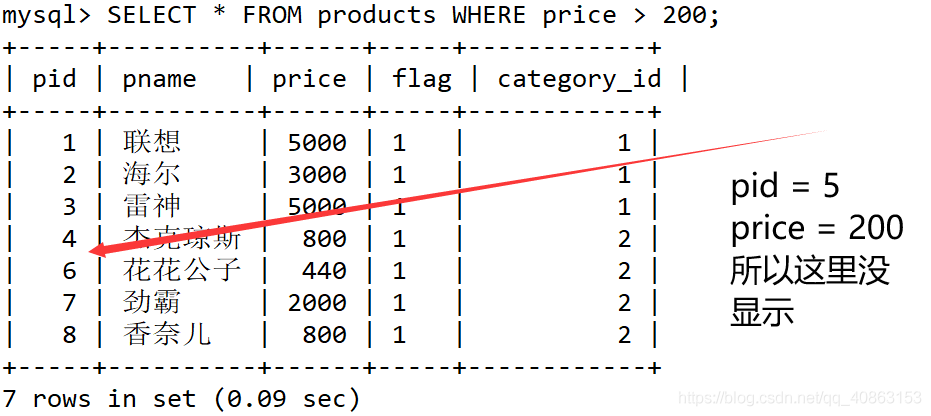 mysql> SELECT * FROM products WHERE price > 200;
+-----+----------+-------+------+-------------+
| pid | pname | price | flag | category_id |
+-----+----------+-------+------+-------------+
| 1 | 联想 | 5000 | 1 | 1 |
| 2 | 海尔 | 3000 | 1 | 1 |
| 3 | 雷神 | 5000 | 1 | 1 |
| 4 | 杰克琼斯 | 800 | 1 | 2 |
| 6 | 花花公子 | 440 | 1 | 2 |
| 7 | 劲霸 | 2000 | 1 | 2 |
| 8 | 香奈儿 | 800 | 1 | 2 |
+-----+----------+-------+------+-------------+
7 rows in set (0.09 sec)
pid = 5
price = 200
所以这里没
显示
https://blog.csdn.net/qq_40863153